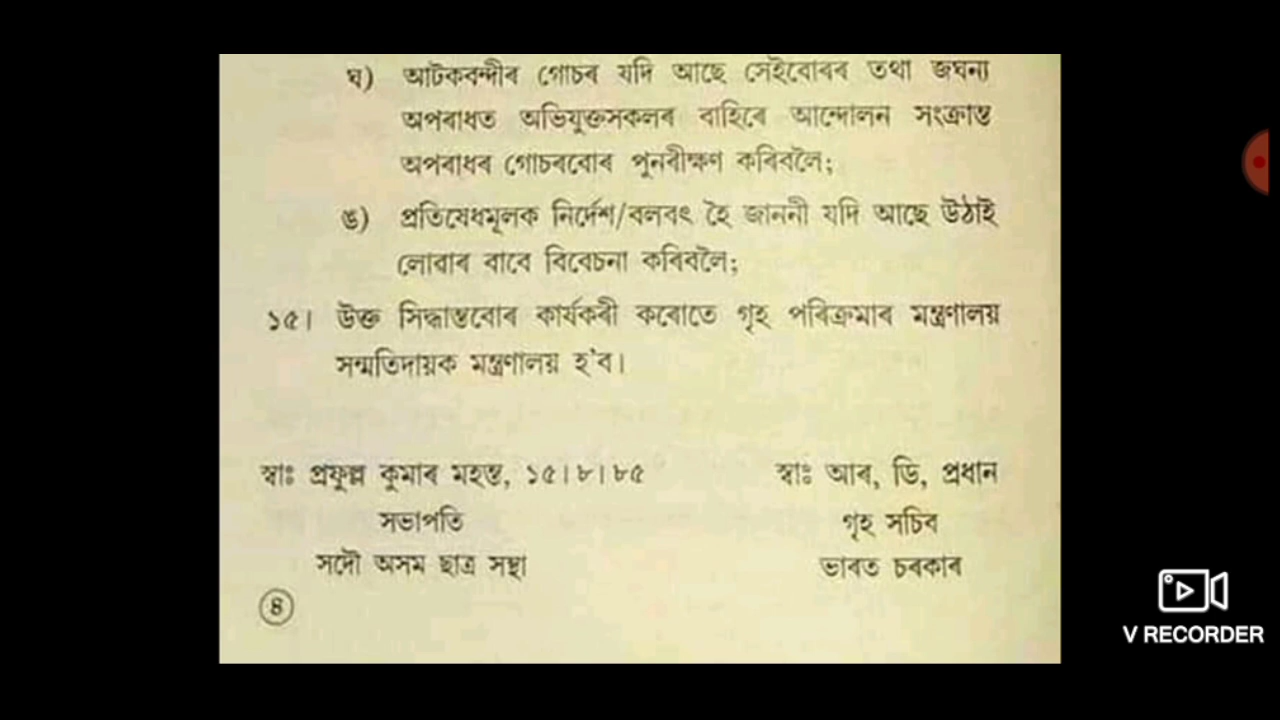 ঘ) আটকবন্দীৰ গোচৰ যদি আছে সেইবোৰৰ তথা জঘন্য
অপৰাধত অভিযুক্তসকলৰ বাহিৰে আন্দোলন সংক্ৰান্ত
অপৰাধৰ গোচৰবোৰ পুনৰীক্ষণ কৰিবলৈ;
ঙ) প্ৰতিষেধমূলক নিৰ্দেশ/বলবৎ হৈ জাননী যদি আছে উঠাই
লোৱাৰ বাবে বিবেচনা কৰিবলৈ;
১৫। উক্ত সিদ্ধান্তবোৰ কাৰ্যকৰী কৰোতে গৃহ পৰিক্ৰমাৰ মন্ত্ৰণালয়
সন্মতিদায়ক মন্ত্ৰণালয় হ'ব।
স্বাঃ প্ৰফুল্ল কুমাৰ মহন্ত, ১৫।৮।৮৫ স্বাঃ আৰ, ডি, প্ৰধান
সভাপতি গৃহ সচিব
সদৌ অসম ছাত্ৰ সন্থা ভাৰত চৰকাৰ
৪
V RECORDER